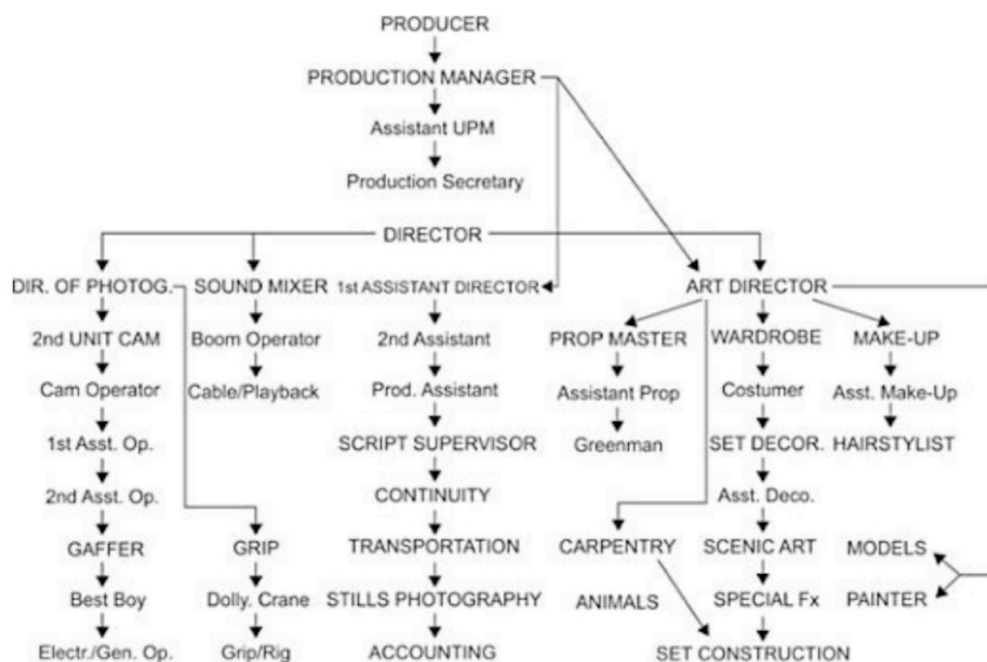 PRODUCER
PRODUCTION MANAGER
Assistant UPM
Production Secretary
DIRECTOR
DIR. OF PHOTOG. SOUND MIXER 1st ASSISTANT DIRECTOR ART DIRECTOR
2nd UNIT CAM Boom Operator 2nd Assistant PROP MASTER WARDROBE MAKE-UP
Cam Operator Cable/Playback Prod. Assistant Assistant Prop Costumer Asst. Make-Up
1st Asst. Op. SCRIPT SUPERVISOR Greenman SET DECOR. HAIRSTYLIST
2nd Asst. Op. CONTINUITY Asst. Deco.
GAFFER GRIP TRANSPORTATION CARPENTRY SCENIC ART MODELS
Best Boy Dolly. Crane STILLS PHOTOGRAPHY ANIMALS SPECIAL Fx PAINTER
Electr./Gen. Op. Grip/Rig ACCOUNTING SET CONSTRUCTION